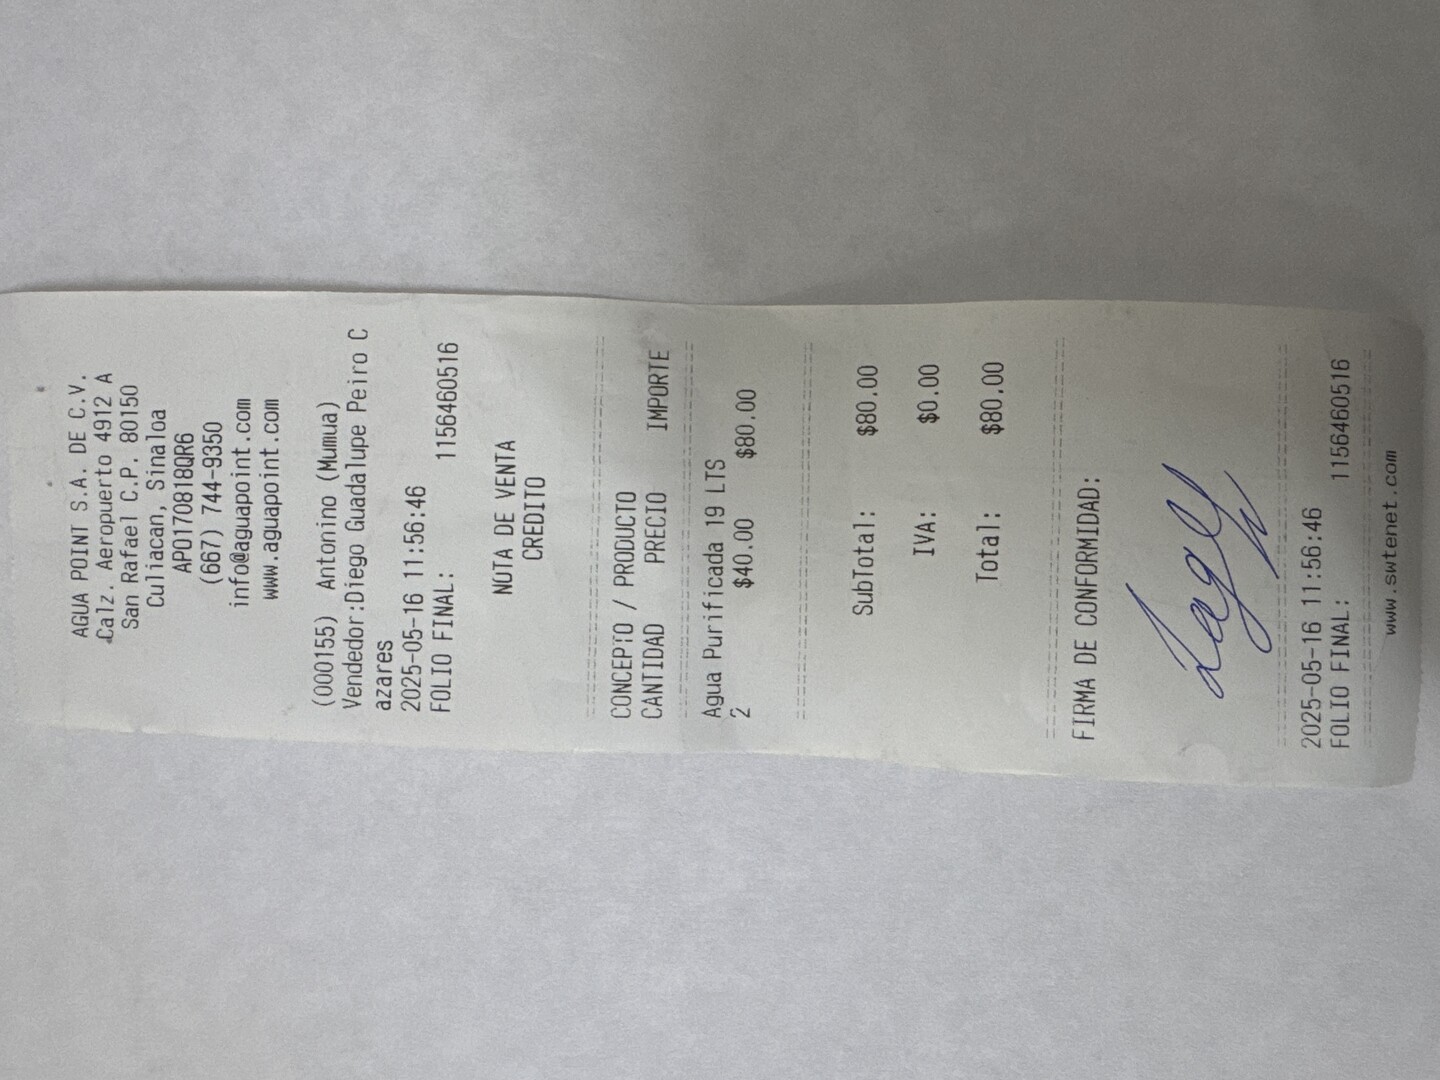 AGUA POINT S.A. DE C.V.
Calz. Aeropuerto 4912 A
San Rafael C.P. 80150
Culiacan, Sinaloa
APO170818QR6
(667) 744-9350
info@aguapoint.com
www.aguapoint.com
(000155) Antonino (Mumua)
Vendedor:Diego Guadalupe Peiro C
azares
2025-05-16 11:56:46
FOLIO FINAL: 1156460516
NOTA DE VENTA
CREDITO
CONCEPTO / PRODUCTO
CANTIDAD PRECIO IMPORTE
Agua Purificada 19 LTS
2 $40.00 $80.00
SubTotal: $80.00
IVA: $0.00
Total: $80.00
FIRMA DE CONFORMIDAD:
2025-05-16 11:56:46
FOLIO FINAL: 1156460516
www.swtenet.com